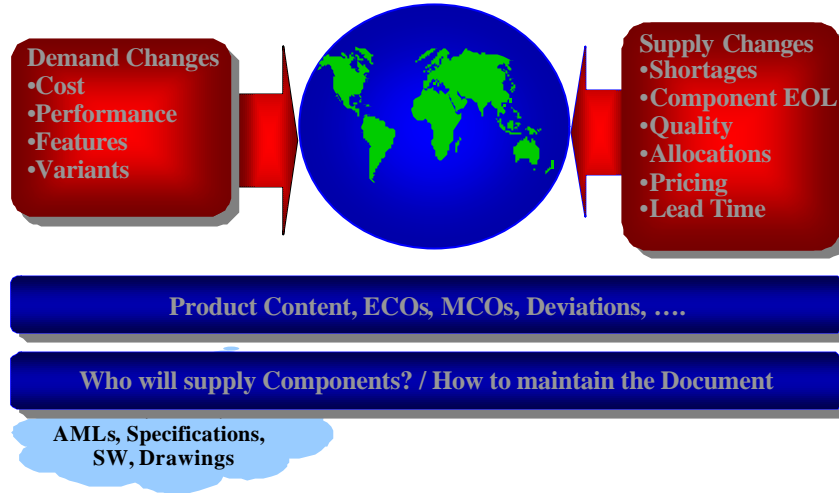 Demand Changes
•Cost
•Performance
•Features
•Variants
Supply Changes
•Shortages
•Component EOL
•Quality
•Allocations
•Pricing
•Lead Time
Product Content, ECOs, MCOs, Deviations, ….
Who will supply Components? / How to maintain the Document
AMLs, Specifications,
SW, Drawings